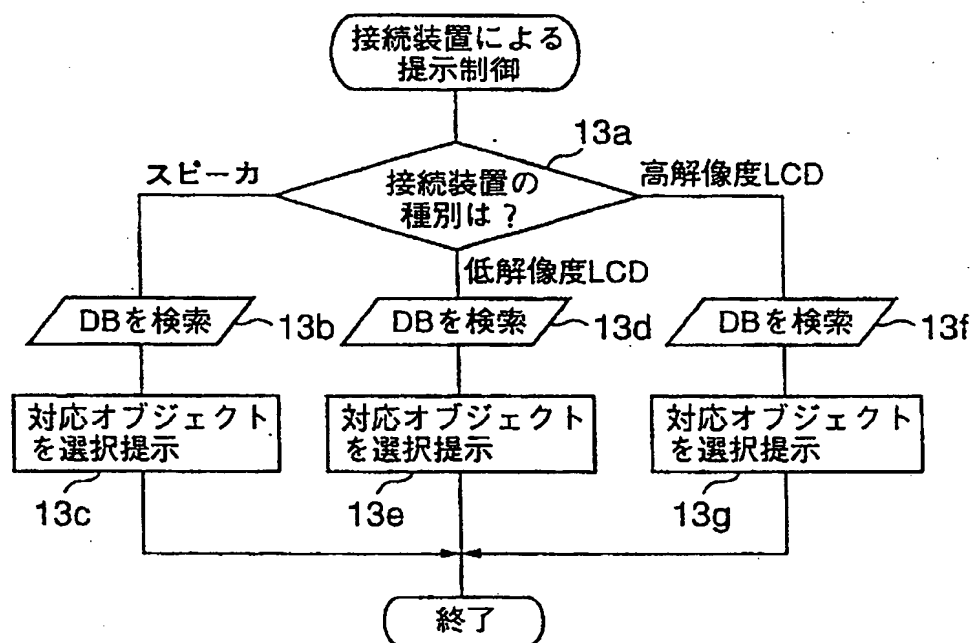 接続装置による
提示制御
13a
スピーカ
高解像度LCD
接続装置の
種別は？
低解像度LCD
DBを検索
13b
DBを検索
13d
DBを検索
13f
対応オブジェクト
を選択提示
対応オブジェクト
を選択提示
対応オブジェクト
を選択提示
13c
13e
13g
終了